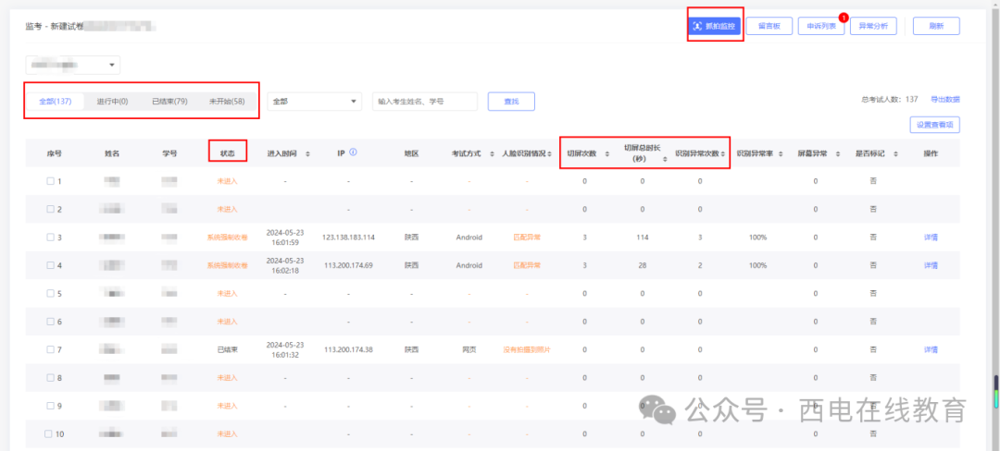 监考 - 新建试卷
抓拍监控 留言板 申诉列表 1 异常分析 刷新
全部(137) 进行中(0) 已结束(79) 未开始(58) 全部 输入考生姓名、学号 查找 总考试人数: 137 导出数据
设置查看项
序号 姓名 学号 状态 进入时间 IP 地区 考试方式 人脸识别情况 切屏次数 切屏总时长(秒) 识别异常次数 识别异常率 屏幕异常 是否标记 操作
1 未进入 - - - - - 0 0 0 0 否
2 未进入 - - - - - 0 0 0 0 否
3 系统强制收卷 2024-05-23 16:01:59 123.138.183.114 陕西 Android 匹配异常 3 114 3 100% 0 否 详情
4 系统强制收卷 2024-05-23 16:02:18 113.200.174.69 陕西 Android 匹配异常 3 28 2 100% 0 否 详情
5 未进入 - - - - - 0 0 0 0 否
6 未进入 - - - - - 0 0 0 0 否
7 已结束 2024-05-23 16:01:32 113.200.174.38 陕西 网页 没有拍摄到照片 0 0 0 0 否 详情
8 未进入 - - - - - 0 0 0 0 否
9 未进入 - - - - - 0 0 0 0 否
10 未进入 - - - - - 0 0 0 0 否
公众号 · 西电在线教育